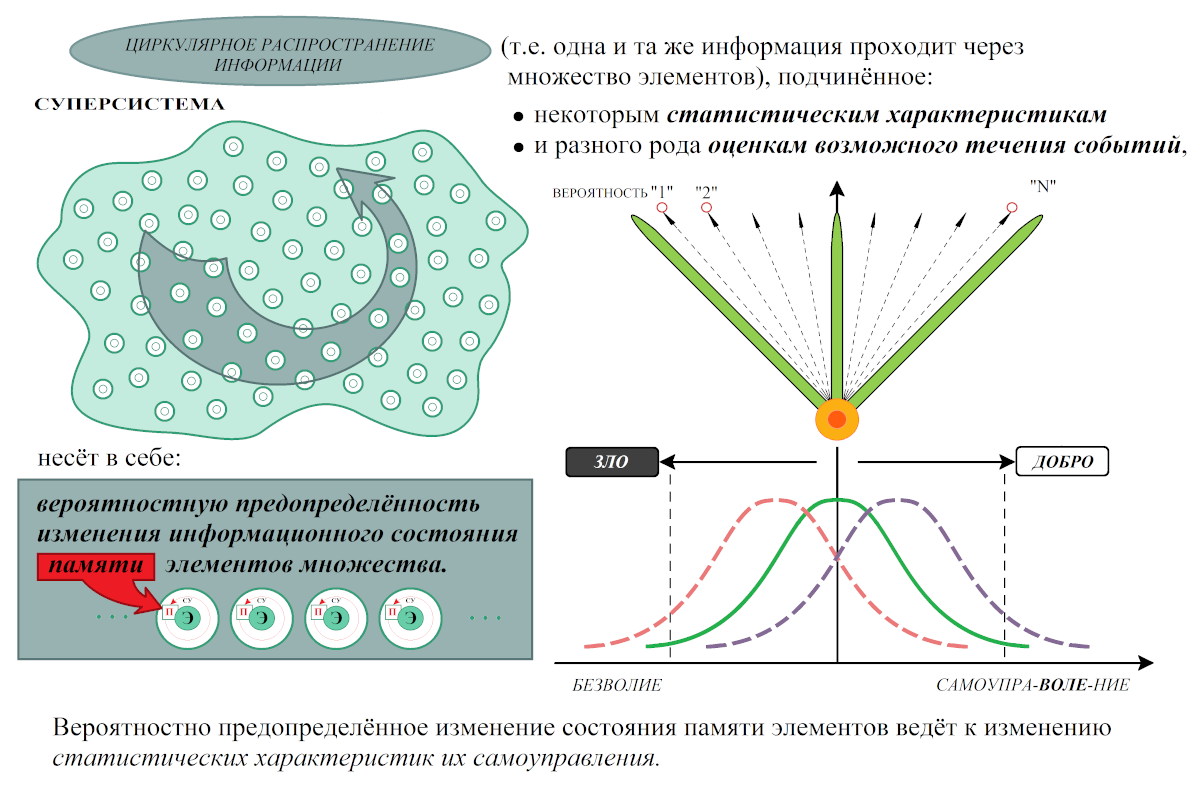 ЦИРКУЛЯРНОЕ РАСПРОСТРАНЕНИЕ
ИНФОРМАЦИИ
(т.е. одна и та же информация проходит через
множество элементов), подчинённое:
• некоторым статистическим характеристикам
• и разного рода оценкам возможного течения событий,
СУПЕРСИСТЕМА
ВЕРОЯТНОСТЬ "1" "2" "N"
несёт в себе:
вероятностную предопределённость
изменения информационного состояния
памяти элементов множества.
СУ СУ СУ СУ
П Э П Э П Э П Э
ЗЛО ДОБРО
БЕЗВОЛИЕ САМОУПРА-ВОЛЕ-НИЕ
Вероятностно предопределённое изменение состояния памяти элементов ведёт к изменению
статистических характеристик их самоуправления.